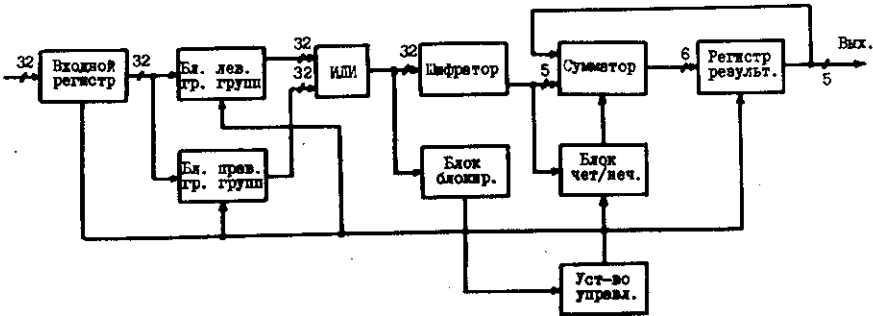 32
Входной
регистр
32
Бл. лев.
гр. групп
32
32
ИЛИ
32
Шифратор
5
Сумматор
6
Регистр
результ.
Вых.
5
Бл. прав.
гр. групп
Блок
блокир.
Блок
чет/неч.
Уст-во
управл.